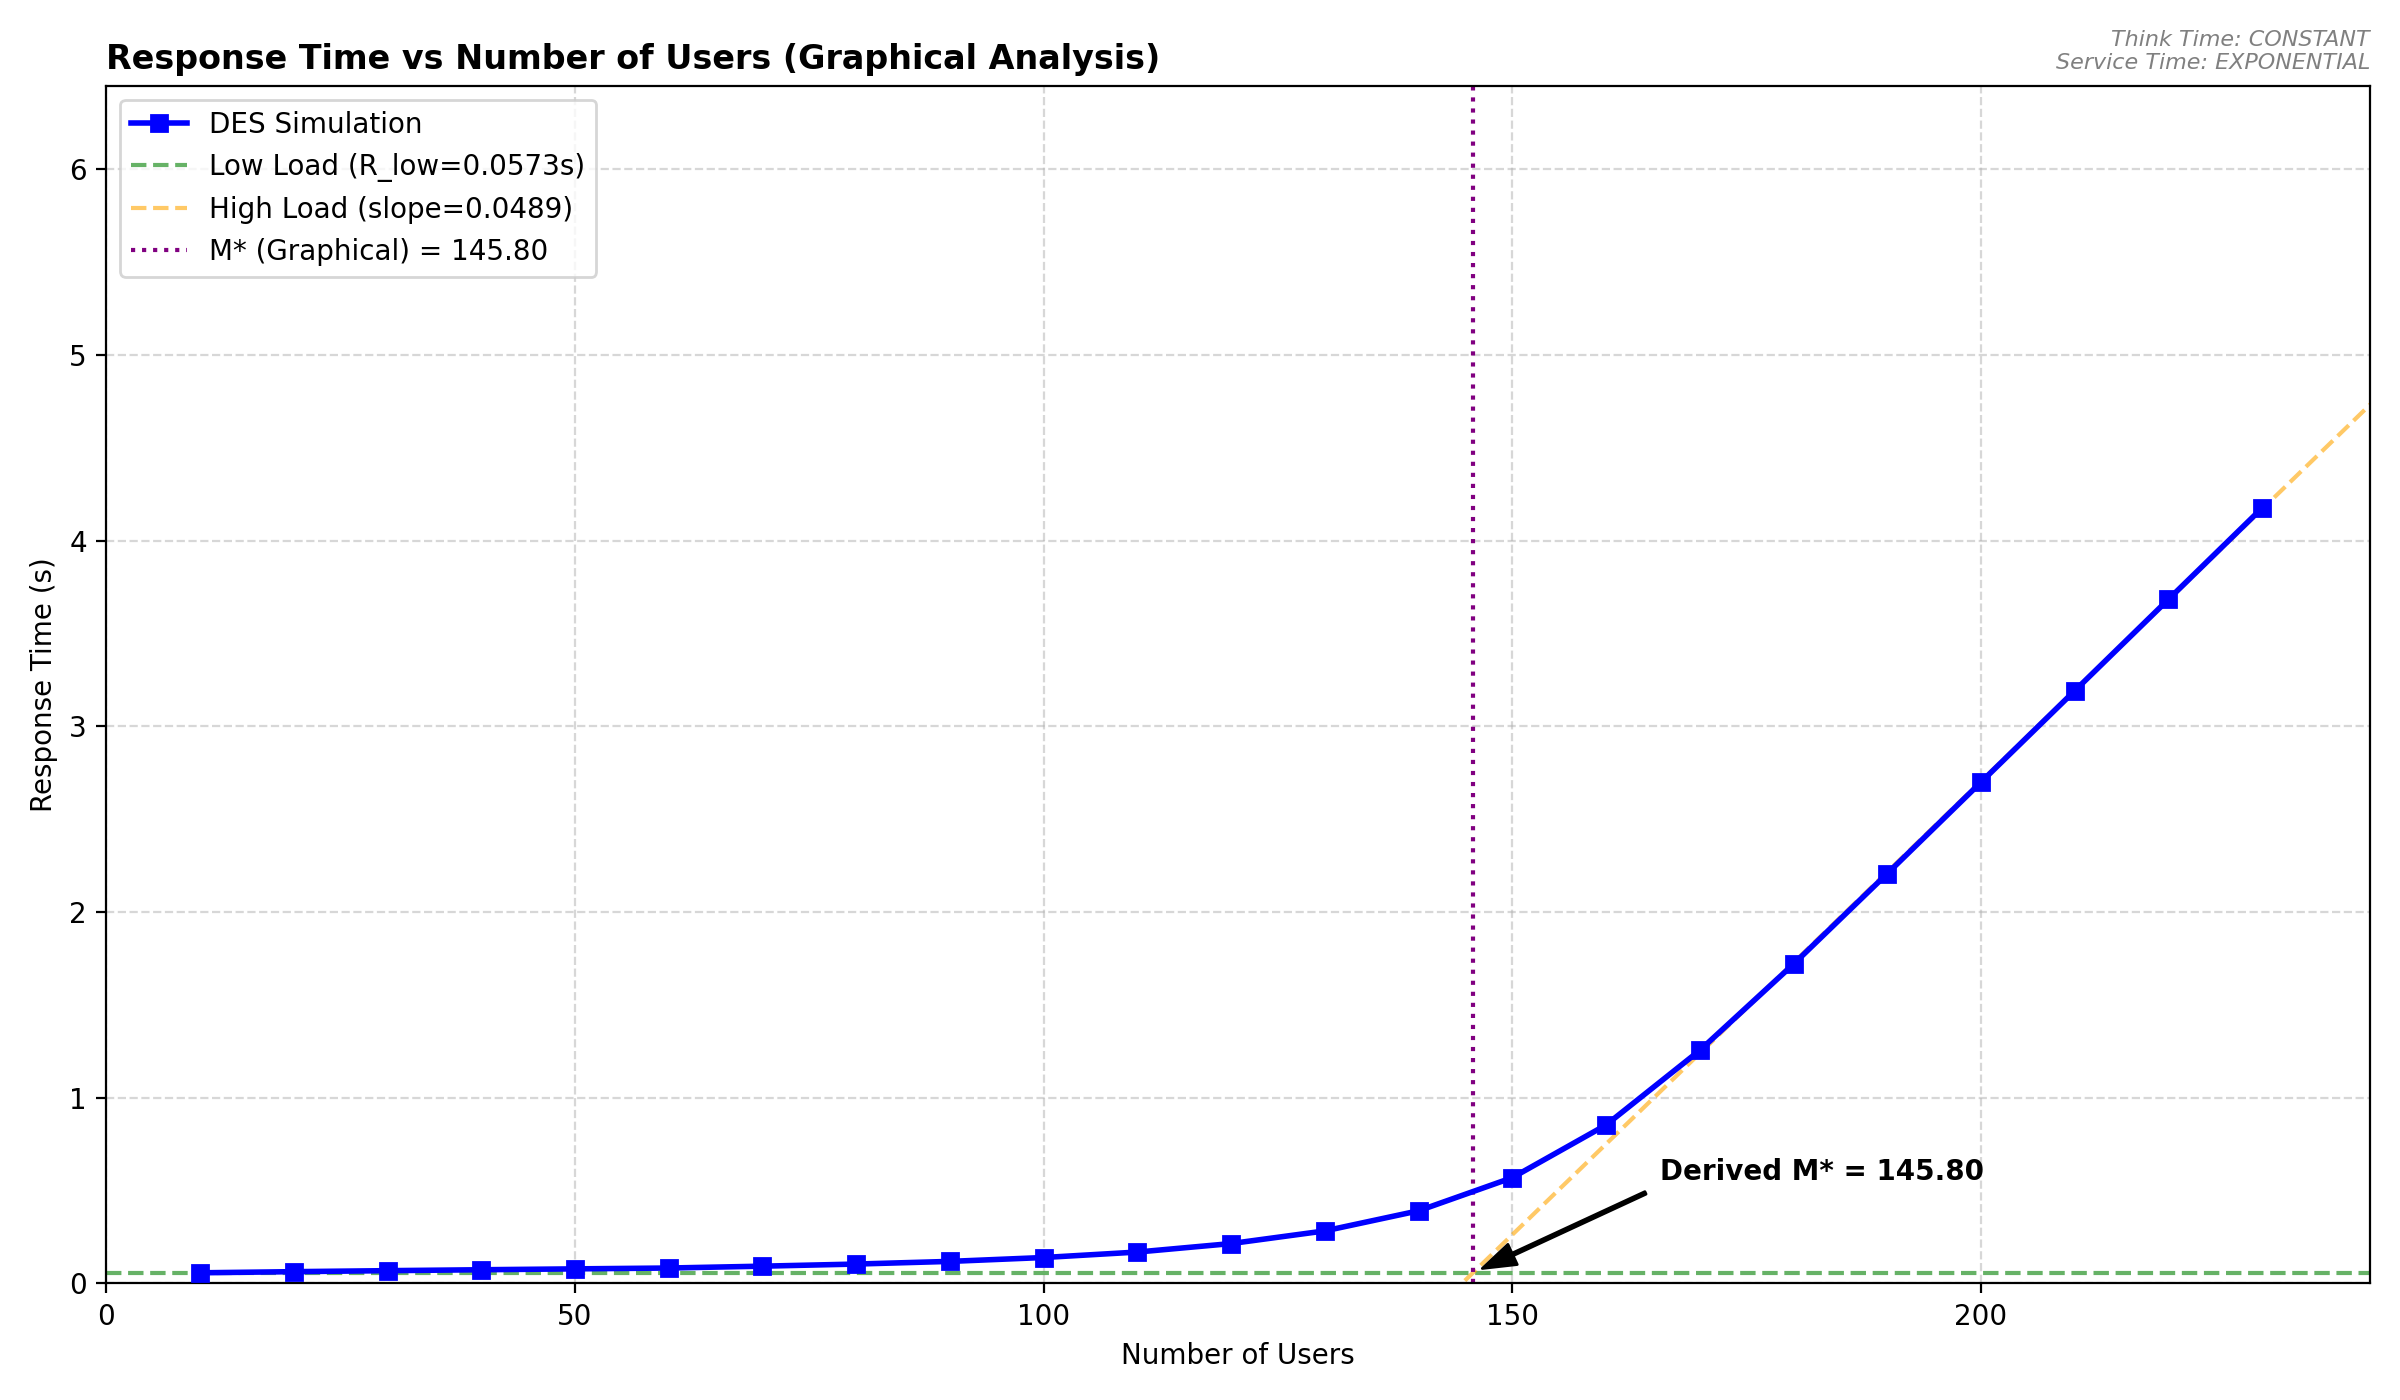 Response Time vs Number of Users (Graphical Analysis)
Think Time: CONSTANT
Service Time: EXPONENTIAL
DES Simulation
Low Load (R_low=0.0573s)
High Load (slope=0.0489)
M* (Graphical) = 145.80
6
5
4
3
2
1
0
Response Time (s)
Derived M* = 145.80
0
50
100
150
200
Number of Users